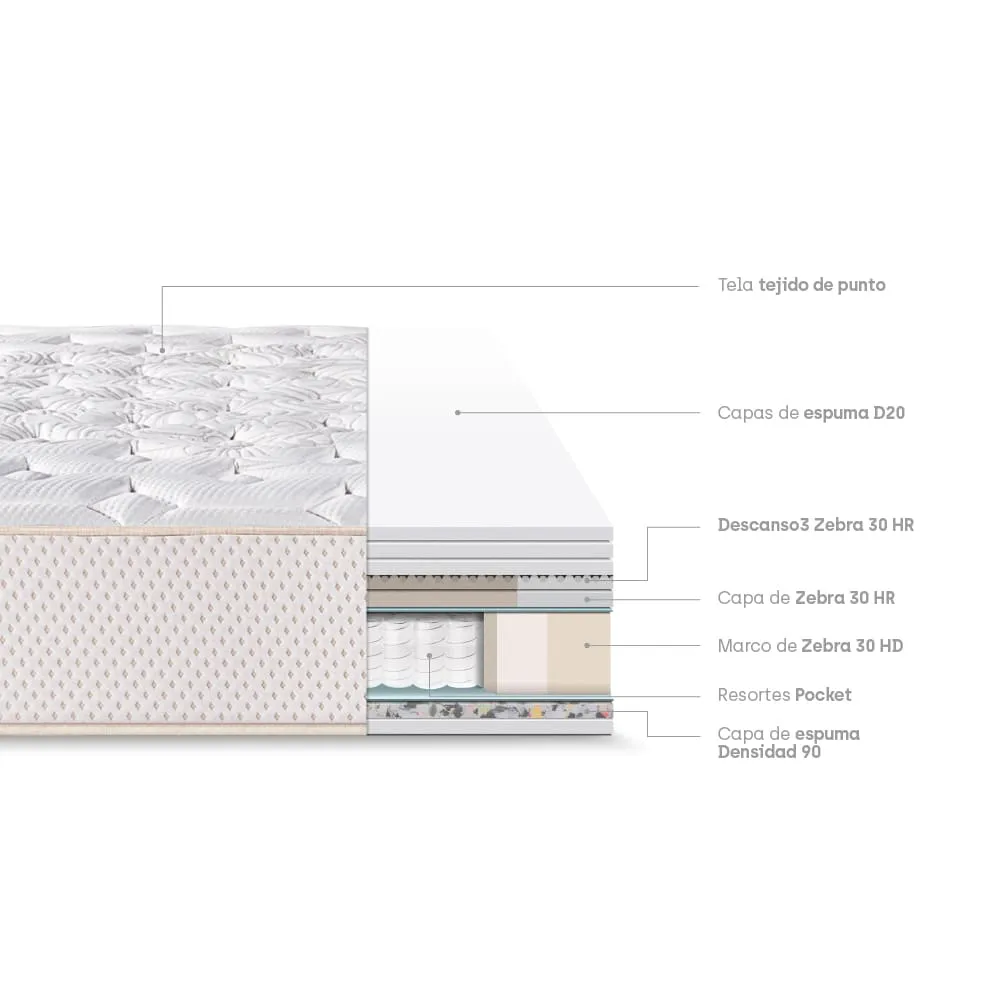 Tela tejido de punto
Capas de espuma D20
Descanso3 Zebra 30 HR
Capa de Zebra 30 HR
Marco de Zebra 30 HD
Resortes Pocket
Capa de espuma
Densidad 90